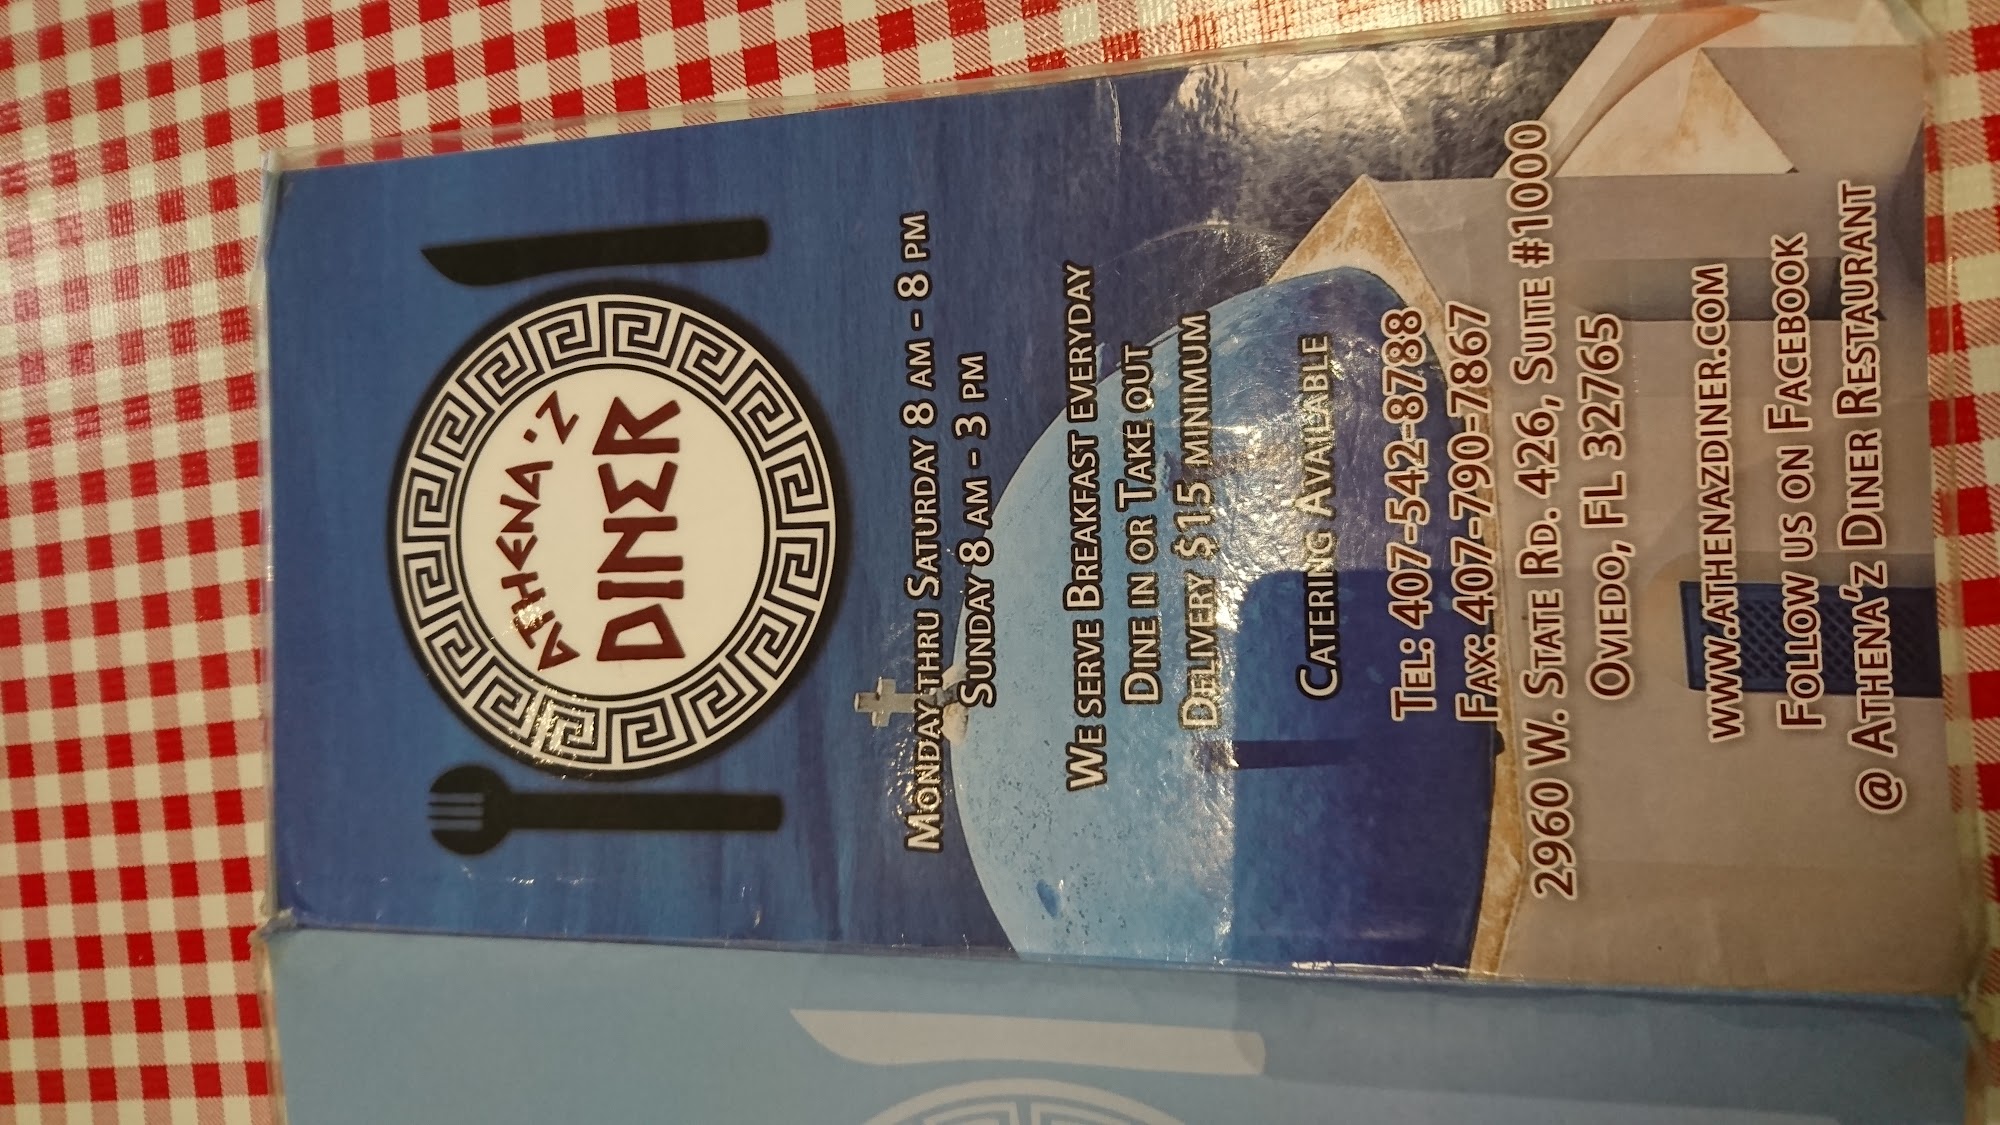 ATHENA'Z
DINER
MONDAY THRU SATURDAY 8 AM - 8 PM
SUNDAY 8 AM - 3 PM
WE SERVE BREAKFAST EVERYDAY
DINE IN OR TAKE OUT
DELIVERY $15 MINIMUM
CATERING AVAILABLE
TEL: 407-542-8788
FAX: 407-790-7867
2960 W. STATE RD. 426, SUITE #1000
OVIEDO, FL 32765
WWW.ATHENAZDINER.COM
FOLLOW US ON FACEBOOK
@ ATHENA'Z DINER RESTAURANT